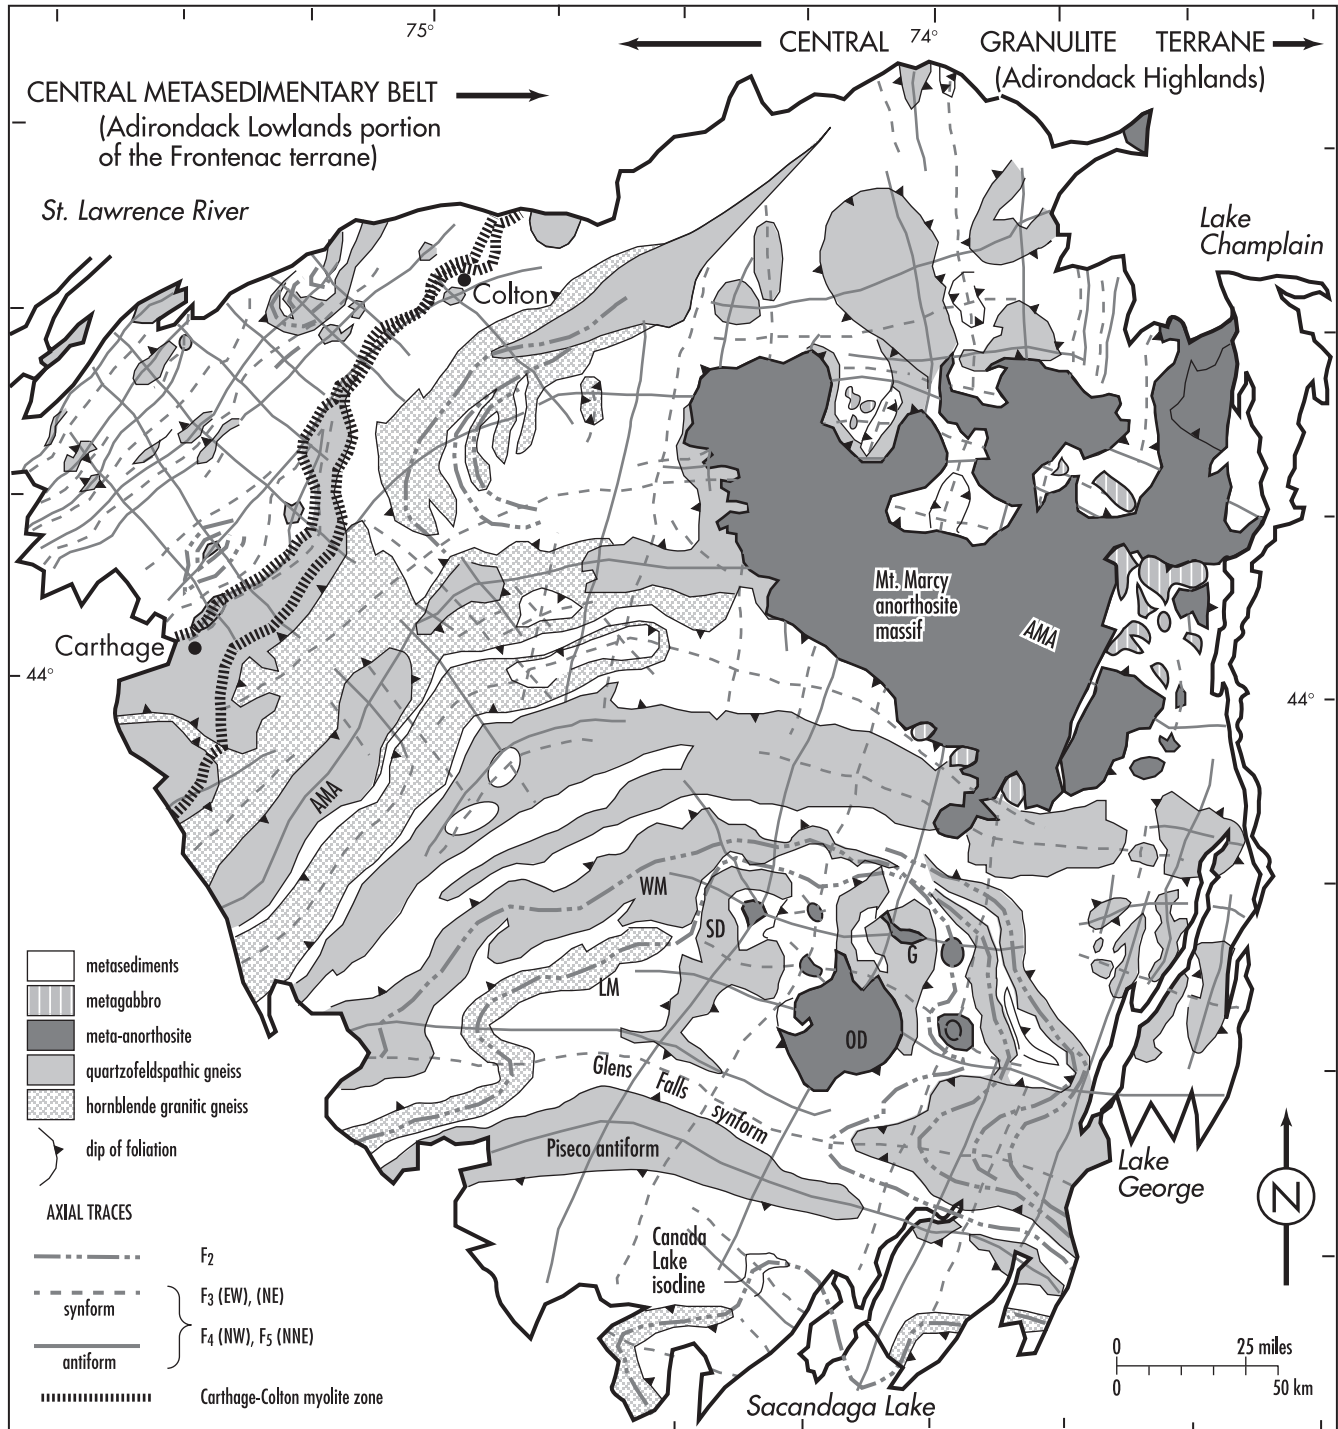 75°
74°
CENTRAL GRANULITE TERRANE
(Adirondack Highlands)
CENTRAL METASEDIMENTARY BELT
(Adirondack Lowlands portion
of the Frontenac terrane)
St. Lawrence River
Lake
Champlain
Colton
Mt. Marcy
anorthosite
massif
AMA
Carthage
44°
44°
AMA
WM
SD
G
LM
OD
metasediments
metagabbro
meta-anorthosite
quartzofeldspathic gneiss
hornblende granitic gneiss
dip of foliation
Glens
Falls
synform
Piseco antiform
Lake
George
N
AXIAL TRACES
F2
F3 (EW), (NE)
synform
F4 (NW), F5 (NNE)
antiform
Carthage-Colton myolite zone
Canada
Lake
isocline
0 25 miles
0 50 km
Sacandaga Lake